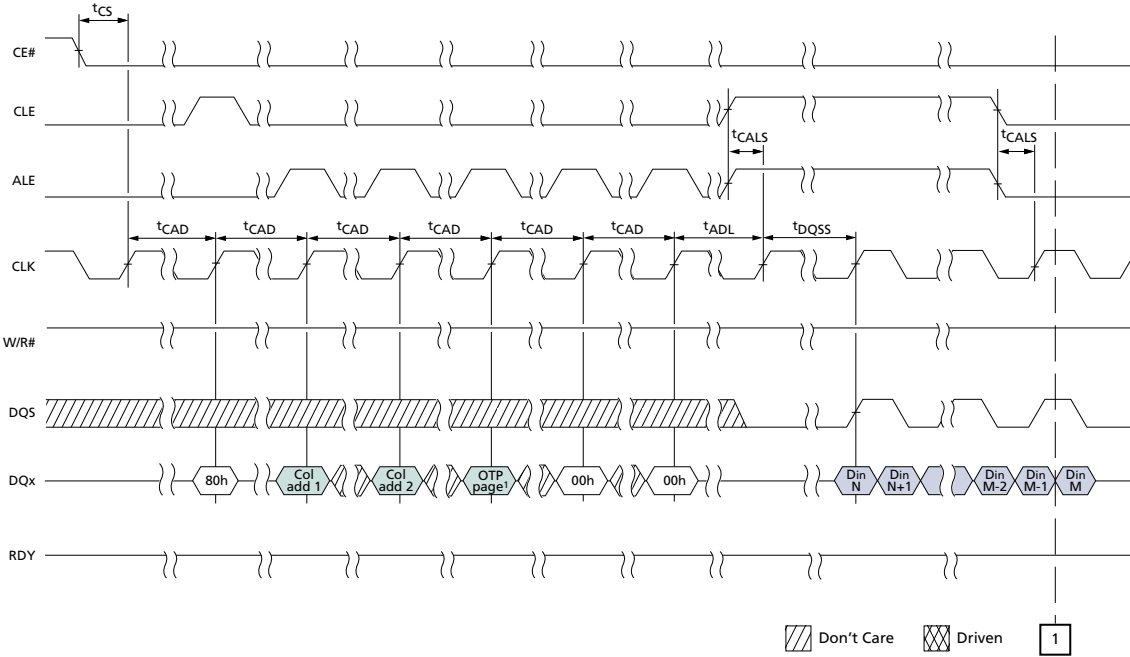 tCS
CE#
CLE
tCALS
tCALS
ALE
tCAD
tCAD
tCAD
tCAD
tCAD
tCAD
tADL
tDQSS
CLK
W/R#
DQS
DQx
80h
Col
add 1
Col
add 2
OTP
page1
00h
00h
Din
N
Din
N+1
Din
M-2
Din
M-1
Din
M
RDY
Don't Care
Driven
1